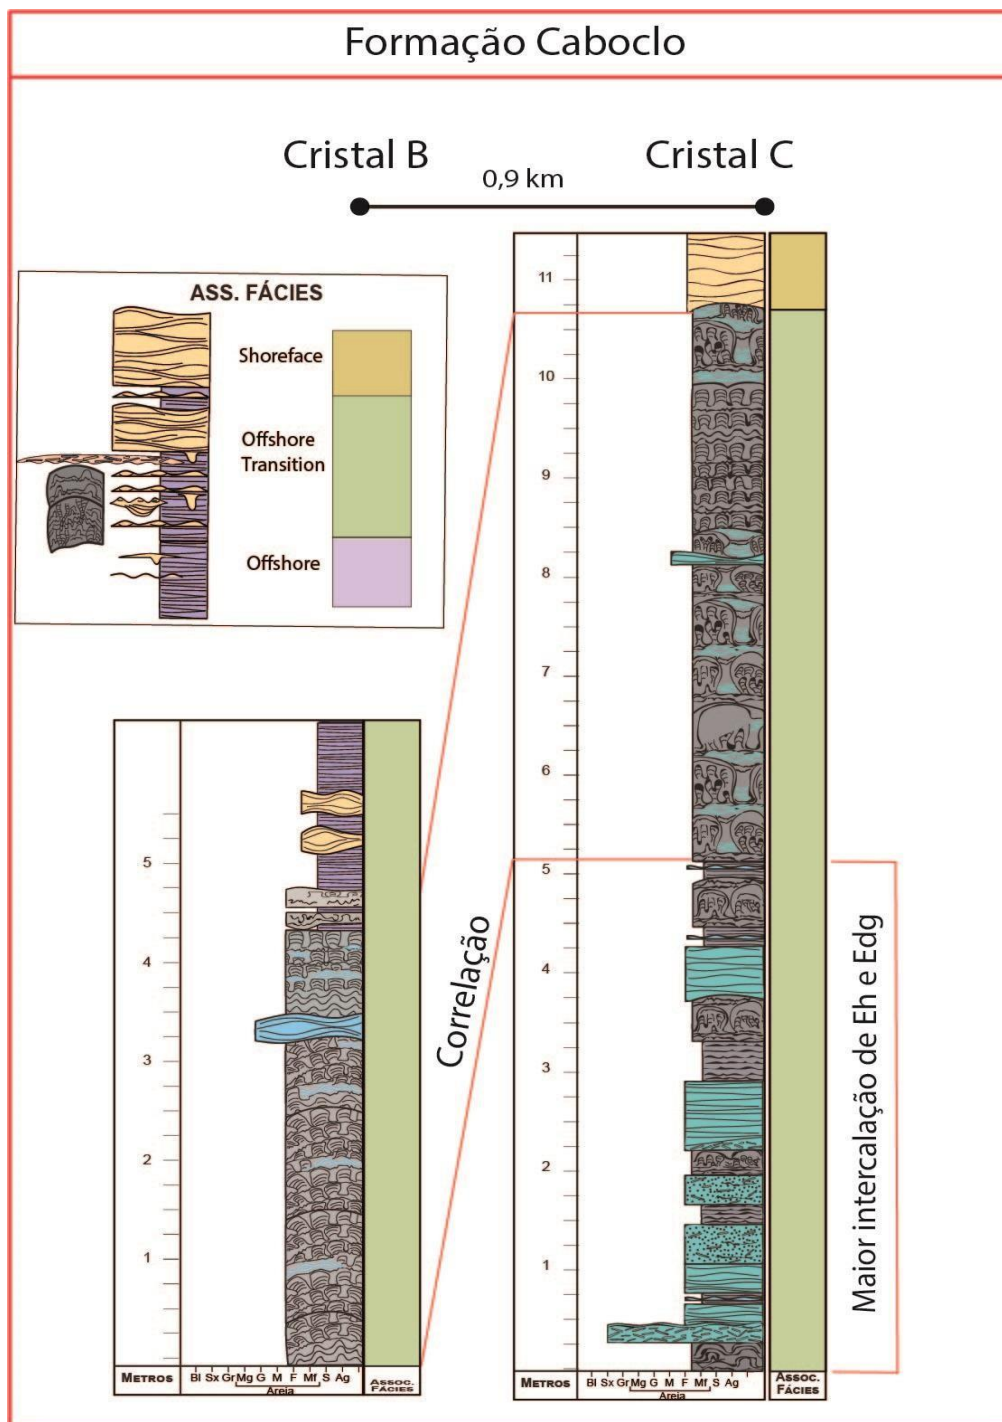 Formação Caboclo
Cristal B
Cristal C
0,9 km
ASS. FÁCIES
Shoreface
Offshore
Transition
Offshore
5
4
3
2
1
METROS
Bl Sx Gr Mg G M F Mf S Ag
Areia
ASSOC.
FÁCIES
Correlação
11
10
9
8
7
6
5
4
3
2
1
METROS
Bl Sx Gr Mg G M F Mf S Ag
Areia
ASSOC.
FÁCIES
Maior intercalação de Eh e Edg